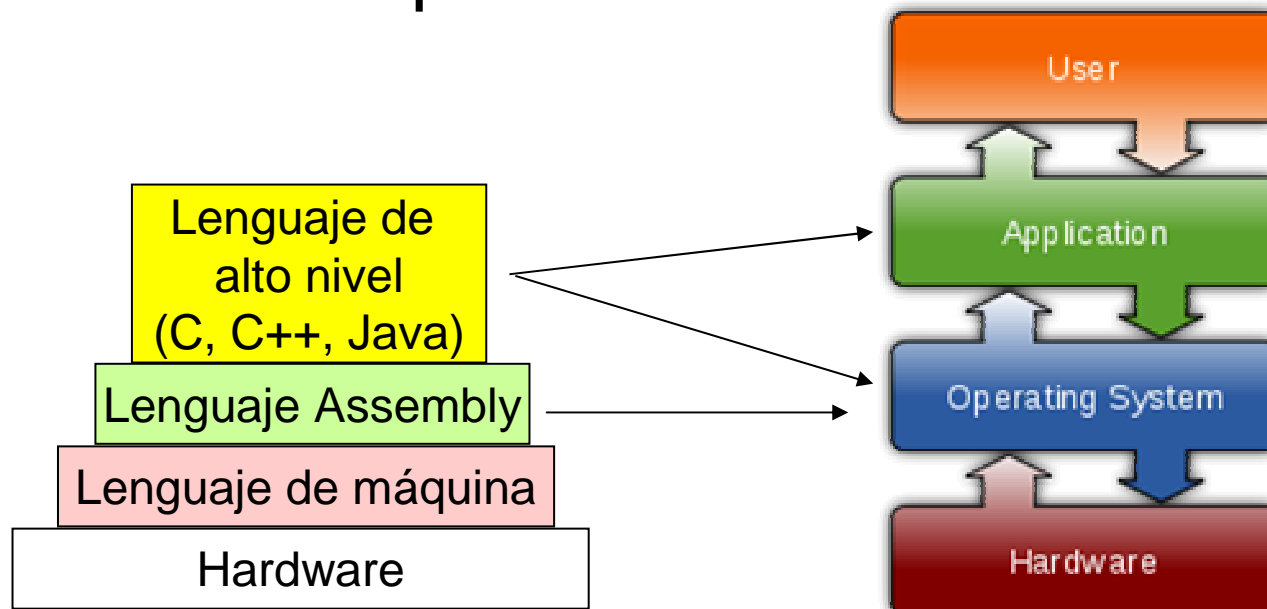 Lenguaje de
alto nivel
(C, C++, Java)
Lenguaje Assembly
Lenguaje de máquina
Hardware
User
Application
Operating System
Hardware